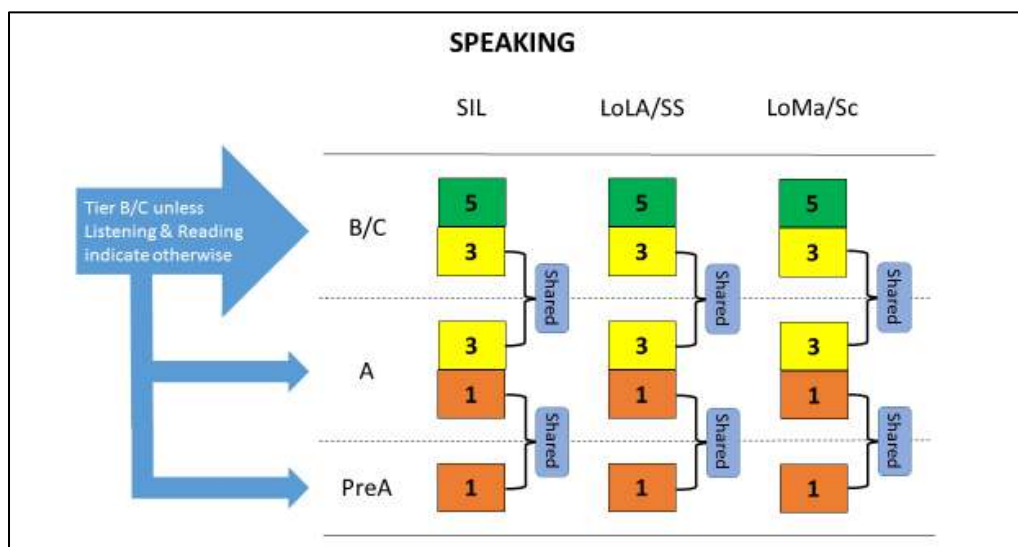 SPEAKING
SIL LoLA/SS LoMa/Sc
Tier B/C unless
Listening & Reading
indicate otherwise
B/C
5 5 5
3 3 3
Shared Shared Shared
A
3 3 3
1 1 1
Shared Shared Shared
PreA
1 1 1